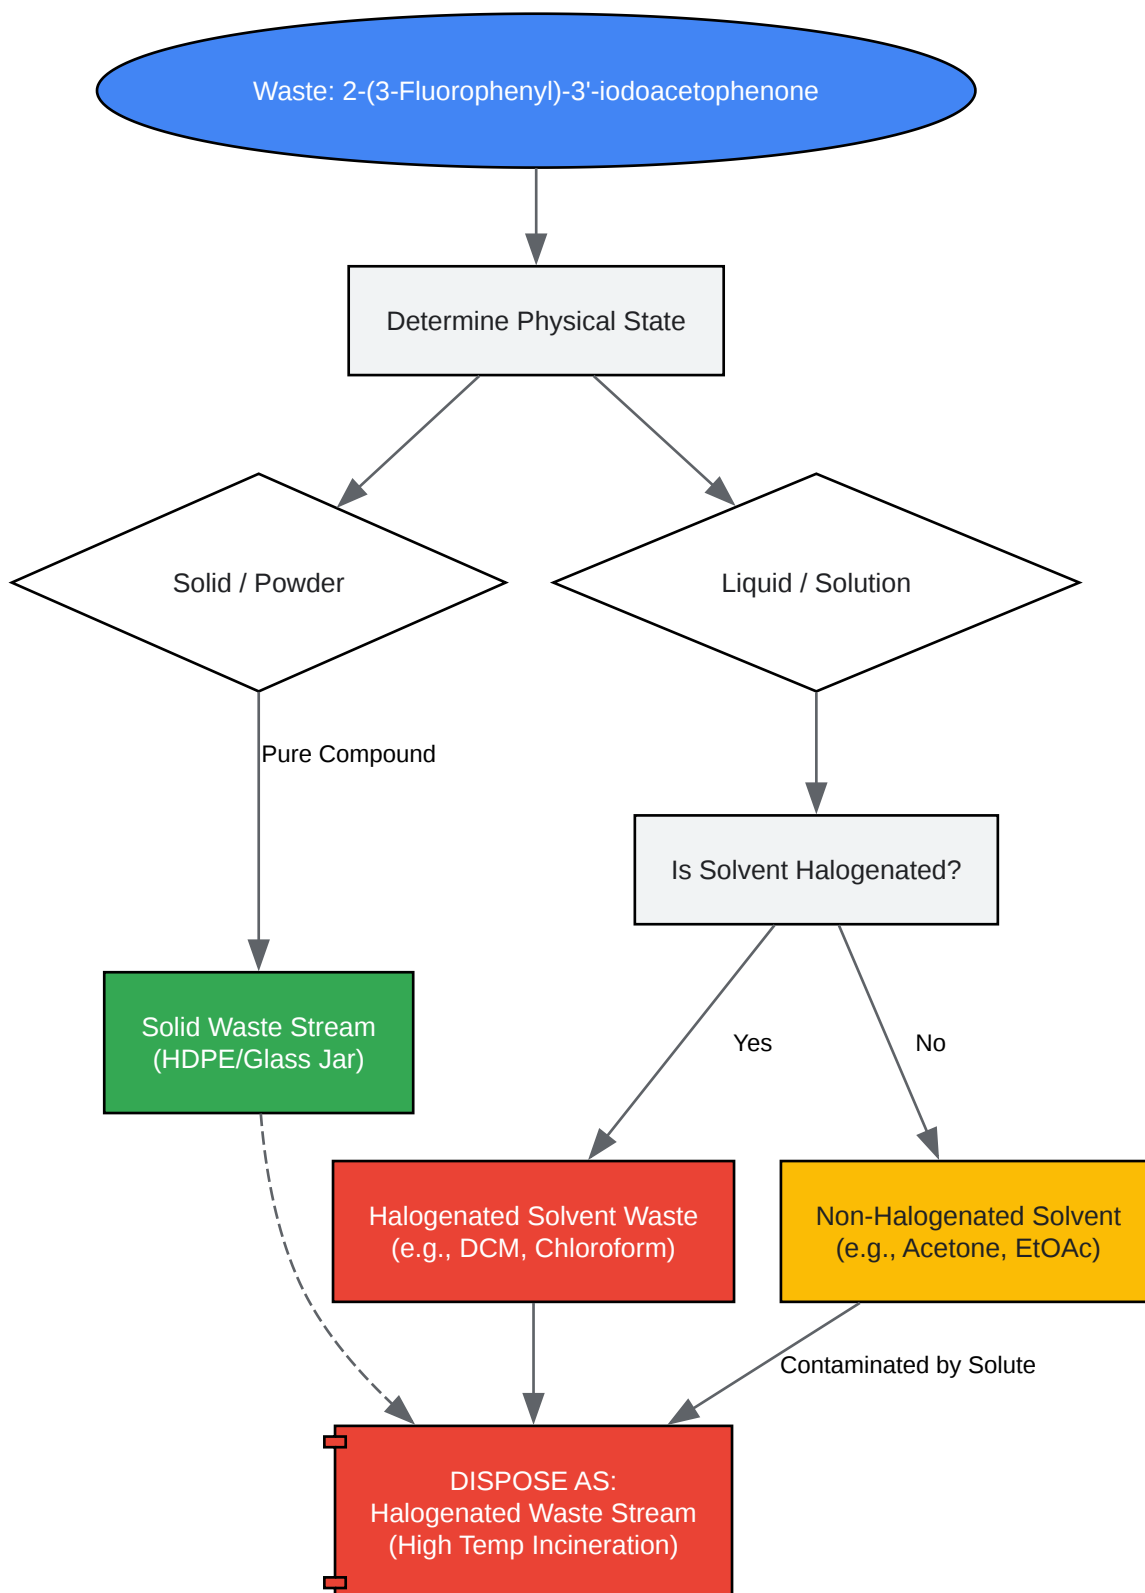 Waste: 2-(3-Fluorophenyl)-3'-iodoacetophenone
Determine Physical State
Solid / Powder
Liquid / Solution
Pure Compound
Is Solvent Halogenated?
Solid Waste Stream
(HDPE/Glass Jar)
Yes
No
Halogenated Solvent Waste
(e.g., DCM, Chloroform)
Non-Halogenated Solvent
(e.g., Acetone, EtOAc)
Contaminated by Solute
DISPOSE AS:
Halogenated Waste Stream
(High Temp Incineration)